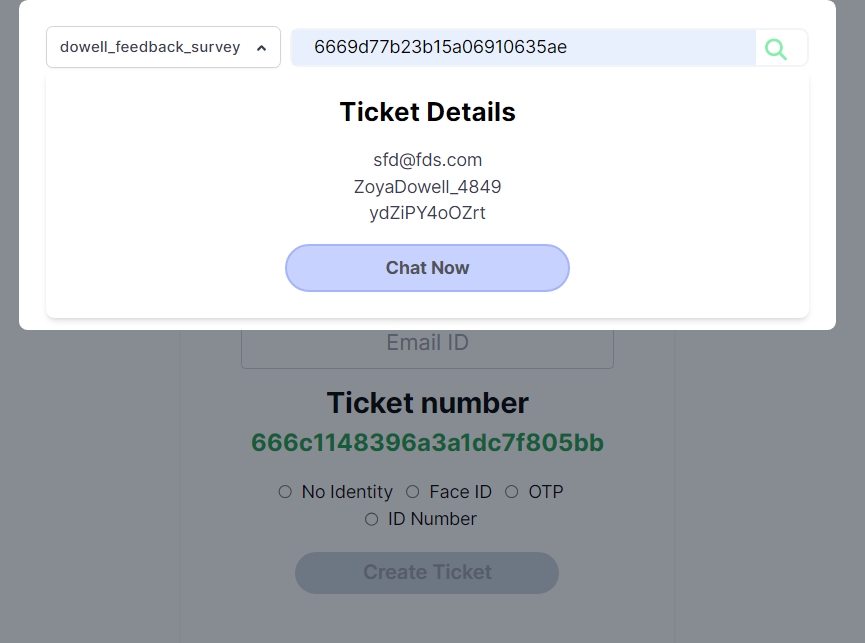 dowell_feedback_survey
6669d77b23b15a06910635ae
Ticket Details
sfd@fds.com
ZoyaDowell_4849
ydZiPY4oOZrt
Chat Now
Email ID
Ticket number
666c1148396a3a1dc7f805bb
No Identity Face ID OTP
ID Number
Create Ticket